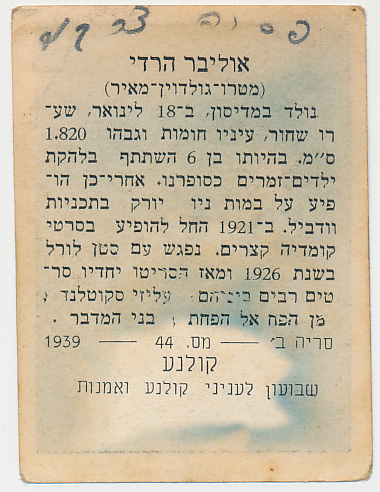 אוליבר הרדי
(מטרו־גולדוין־מאיר)
נולד במדיסון, ב־18 לינואר, שע־
רו שחור, עיניו חומות וגבהו 1.820
ס״מ. בהיותו בן 6 השתתף בלהקת
ילדים־זמרים כסופרנו. אחרי־כן הו־
פיע על במות ניו יורק בתכניות
וודביל. ב־1921 החל להופיע בסרטי
קומדיה קצרים. נפגש עם סטן לורל
בשנת 1926 ומאז הסריטו יחדיו סר־
טים רבים ביניהם עליזי סקוטלנד,
מן הפח אל הפחת, בני המדבר.
סריה ב׳ —— מס. 44 —— 1939
קולנע
שבועון לעניני קולנע ואמנות